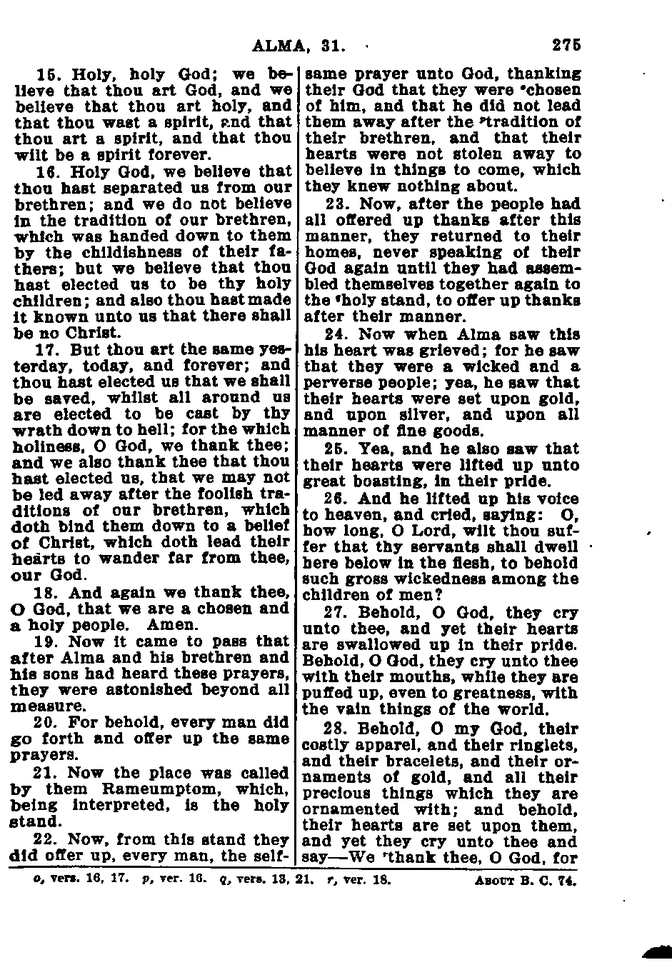 ALMA, 31. 275
15. Holy, holy God; we be-
lieve that thou art God, and we
believe that thou art holy, and
that thou wast a spirit, and that
thou art a spirit, and that thou
wilt be a spirit forever.
16. Holy God, we believe that
thou hast separated us from our
brethren; and we do not believe
in the tradition of our brethren,
which was handed down to them
by the childishness of their fa-
thers; but we believe that thou
hast elected us to be thy holy
children; and also thou hast made
it known unto us that there shall
be no Christ.
17. But thou art the same yes-
terday, today, and forever; and
thou hast elected us that we shall
be saved, whilst all around us
are elected to be cast by thy
wrath down to hell; for the which
holiness, O God, we thank thee;
and we also thank thee that thou
hast elected us, that we may not
be led away after the foolish tra-
ditions of our brethren, which
doth bind them down to a belief
of Christ, which doth lead their
hearts to wander far from thee,
our God.
18. And again we thank thee,
O God, that we are a chosen and
a holy people. Amen.
19. Now it came to pass that
after Alma and his brethren and
his sons had heard these prayers,
they were astonished beyond all
measure.
20. For behold, every man did
go forth and offer up the same
prayers.
21. Now the place was called
by them Rameumptom, which,
being interpreted, is the holy
stand.
22. Now, from this stand they
did offer up, every man, the self-
same prayer unto God, thanking
their God that they were ᵒchosen
of him, and that he did not lead
them away after the ᵖtradition of
their brethren, and that their
hearts were not stolen away to
believe in things to come, which
they knew nothing about.
23. Now, after the people had
all offered up thanks after this
manner, they returned to their
homes, never speaking of their
God again until they had assem-
bled themselves together again to
the ᑫholy stand, to offer up thanks
after their manner.
24. Now when Alma saw this
his heart was grieved; for he saw
that they were a wicked and a
perverse people; yea, he saw that
their hearts were set upon gold,
and upon silver, and upon all
manner of fine goods.
25. Yea, and he also saw that
their hearts were lifted up unto
great boasting, in their pride.
26. And he lifted up his voice
to heaven, and cried, saying: O,
how long, O Lord, wilt thou suf-
fer that thy servants shall dwell
here below in the flesh, to behold
such gross wickedness among the
children of men?
27. Behold, O God, they cry
unto thee, and yet their hearts
are swallowed up in their pride.
Behold, O God, they cry unto thee
with their mouths, while they are
puffed up, even to greatness, with
the vain things of the world.
28. Behold, O my God, their
costly apparel, and their ringlets,
and their bracelets, and their or-
naments of gold, and all their
precious things which they are
ornamented with; and behold,
their hearts are set upon them,
and yet they cry unto thee and
say—We ʳthank thee, O God, for
o, vers. 16, 17. p, ver. 16. q, vers. 13, 21. r, ver. 18. ABOUT B. C. 74.